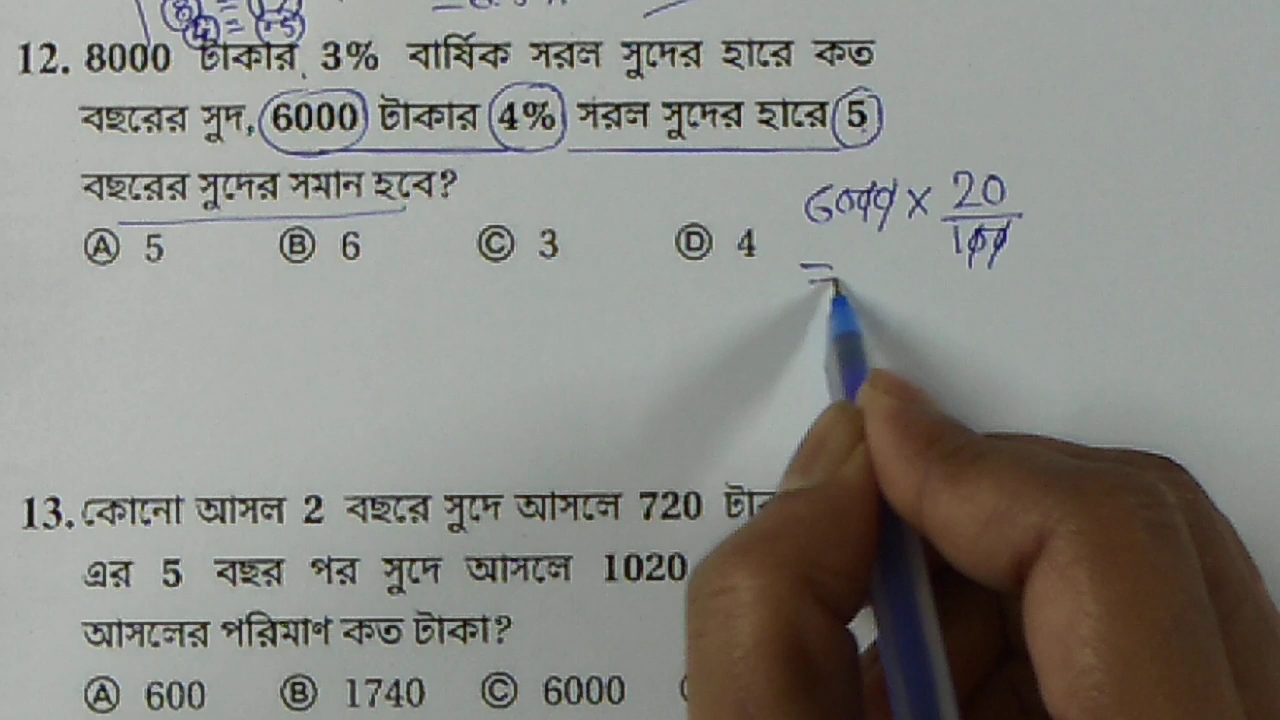 12. 8000 টাকার 3% বার্ষিক সরল সুদের হারে কত
বছরের সুদ, 6000 টাকার 4% সরল সুদের হারে 5
বছরের সুদের সমান হবে?
Ⓐ 5 Ⓑ 6 Ⓒ 3 Ⓓ 4
6000 × 20/100
=
13. কোনো আসল 2 বছরে সুদে আসলে 720
এর 5 বছর পর সুদে আসলে 1020
আসলের পরিমাণ কত টাকা?
Ⓐ 600 Ⓑ 1740 Ⓒ 6000